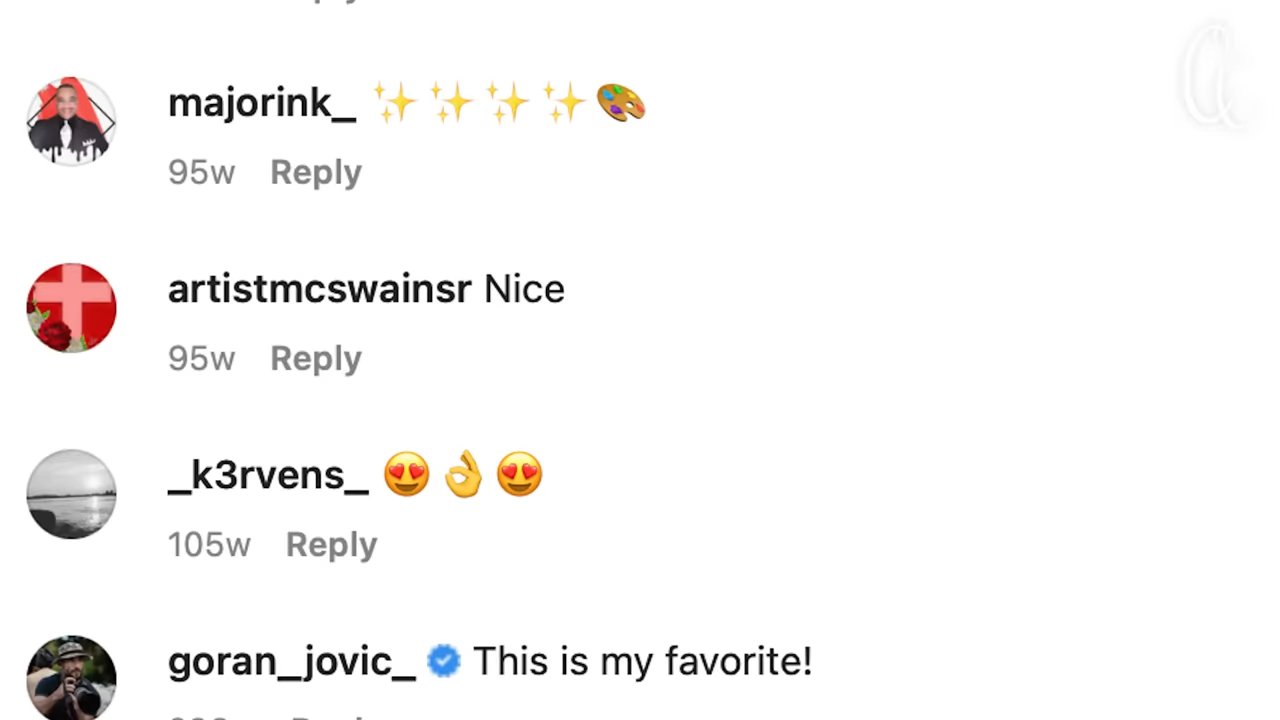 majorink_ ✨✨✨✨🎨
95w Reply
artistmcswainsr Nice
95w Reply
_k3rvens_ 😍👌😍
105w Reply
goran_jovic_ This is my favorite!